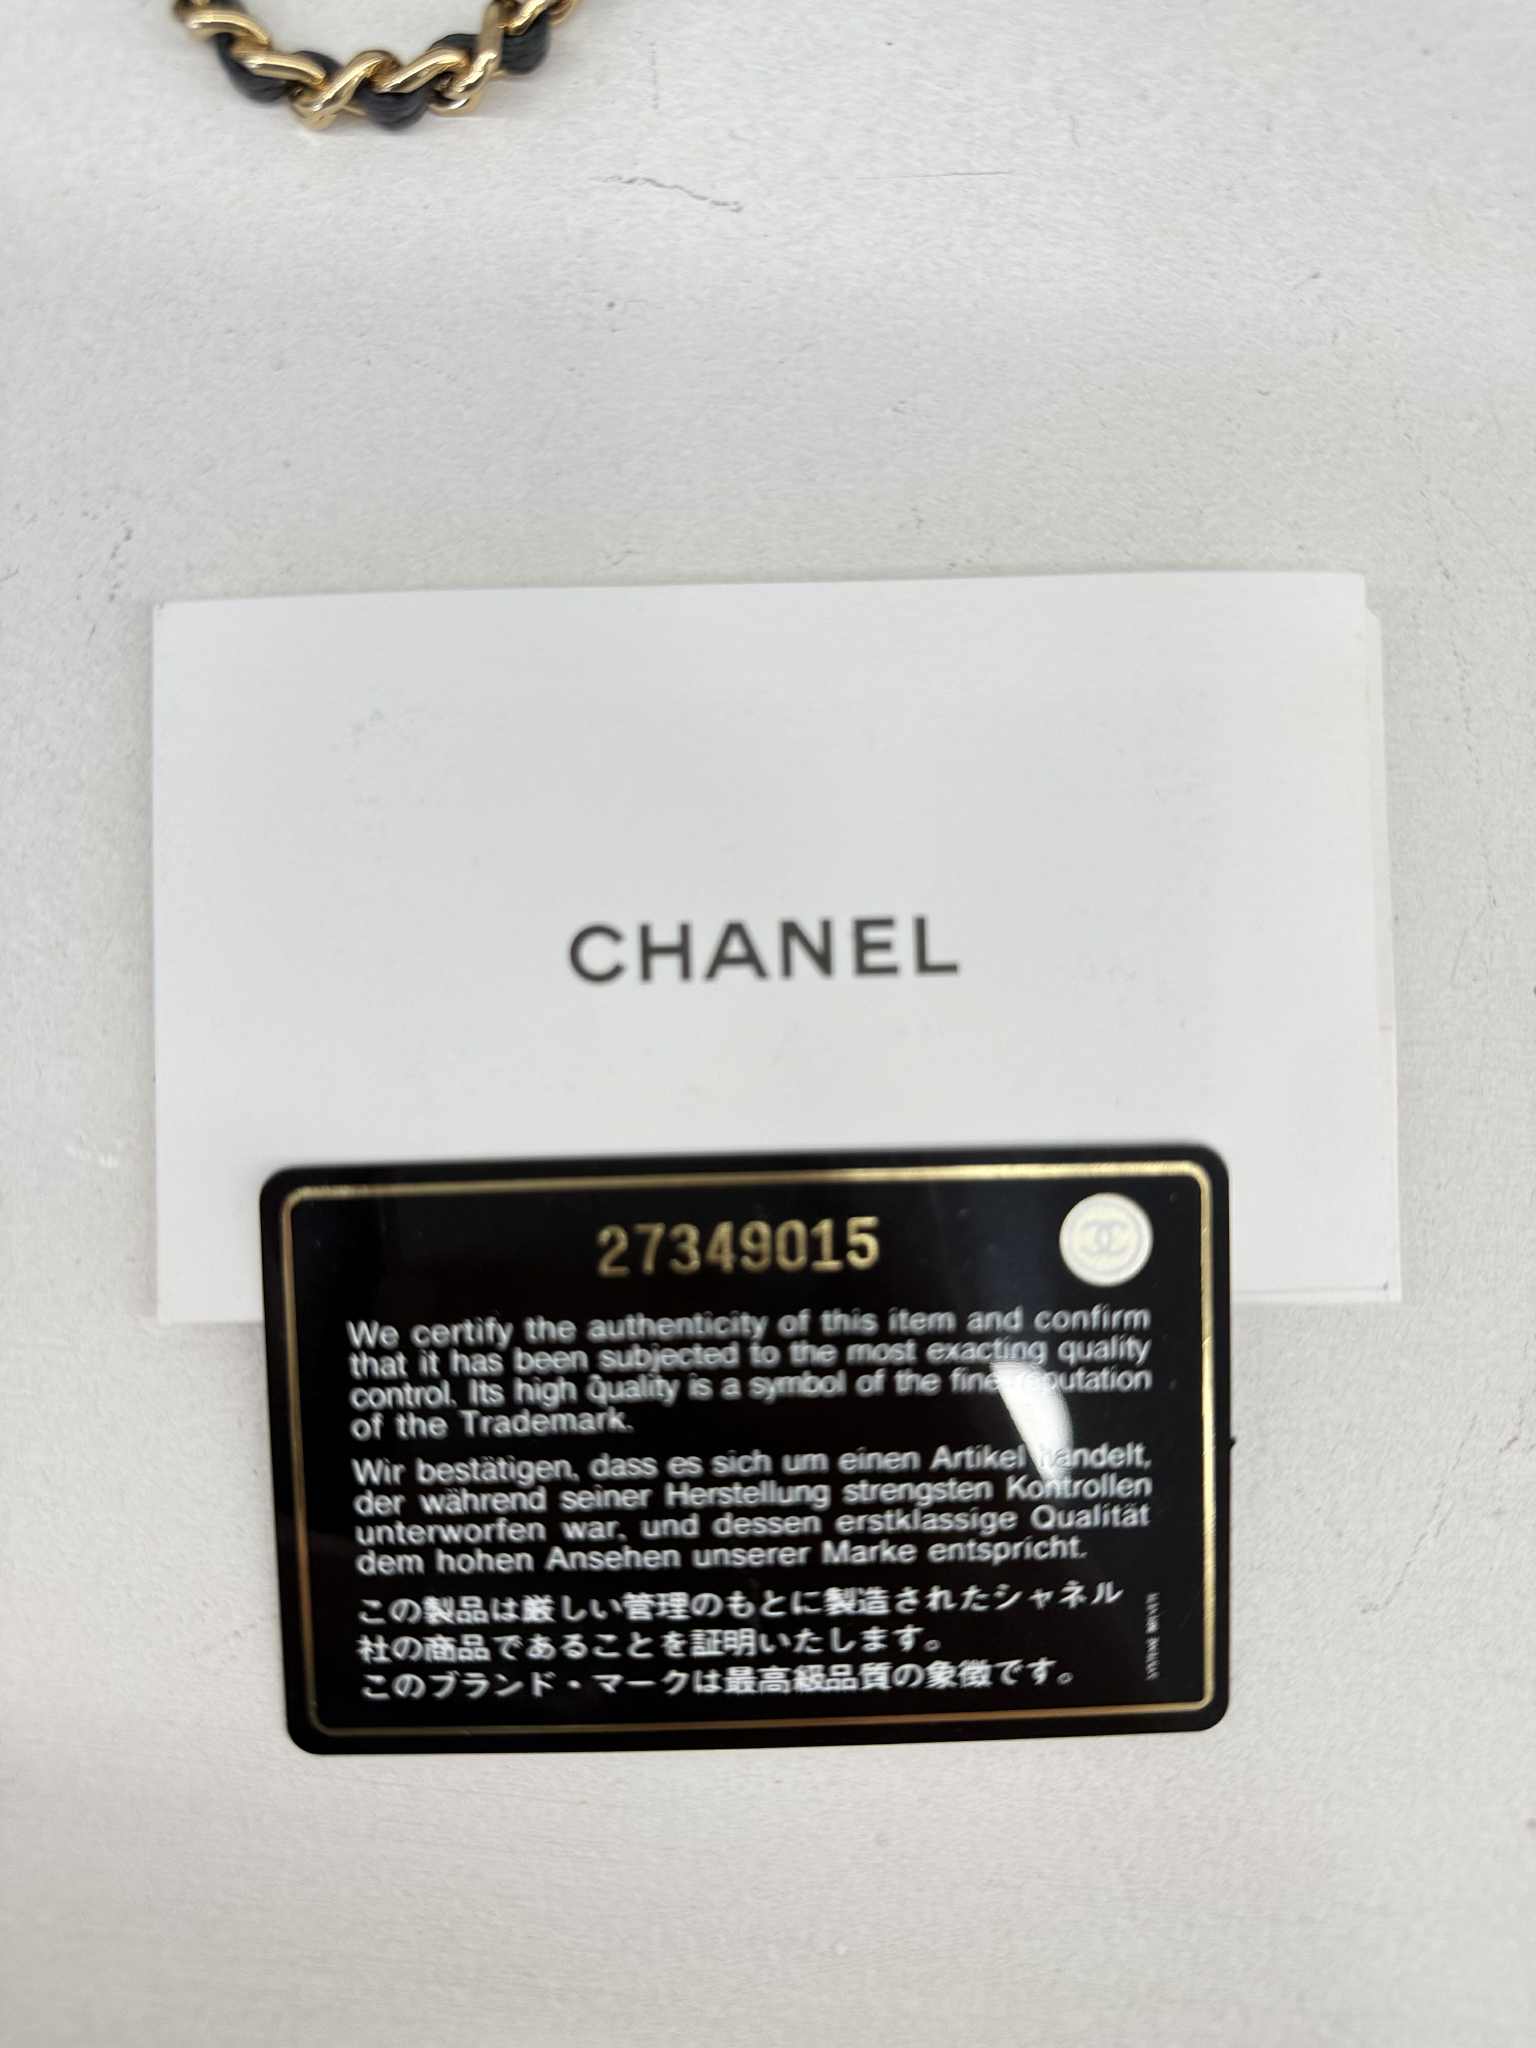 CHANEL
27349015
We certify the authenticity of this item and confirm
that it has been subjected to the most exacting quality
control. Its high quality is a symbol of the fine reputation
of the Trademark.
Wir bestätigen, dass es sich um einen Artikel handelt,
der während seiner Herstellung strengsten Kontrollen
unterworfen war, und dessen erstklassige Qualität
dem hohen Ansehen unserer Marke entspricht.
この製品は厳しい管理のもとに製造されたシャネル
社の商品であることを証明いたします。
このブランド・マークは最高級品質の象徴です。